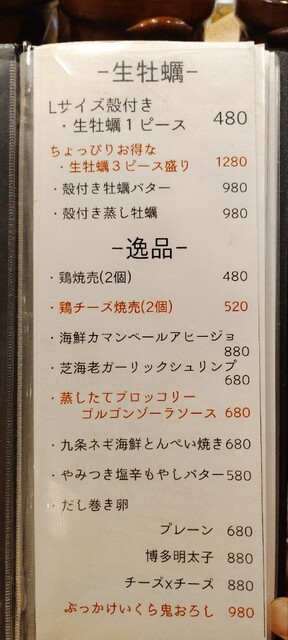 –生牡蠣–
Lサイズ殻付き
・生牡蠣1ピース 480
ちょっぴりお得な
・生牡蠣3ピース盛り 1280
・殻付き牡蠣バター 980
・殻付き蒸し牡蠣 980
–逸品–
・鶏焼売(2個) 480
・鶏チーズ焼売(2個) 520
・海鮮カマンベールアヒージョ
880
・芝海老ガーリックシュリンプ
680
・蒸したてブロッコリー
ゴルゴンゾーラソース 680
・九条ネギ海鮮とんぺい焼き680
・やみつき塩辛もやしバター580
・だし巻き卵
プレーン 680
博多明太子 880
チーズxチーズ 880
ぶっかけいくら鬼おろし 980